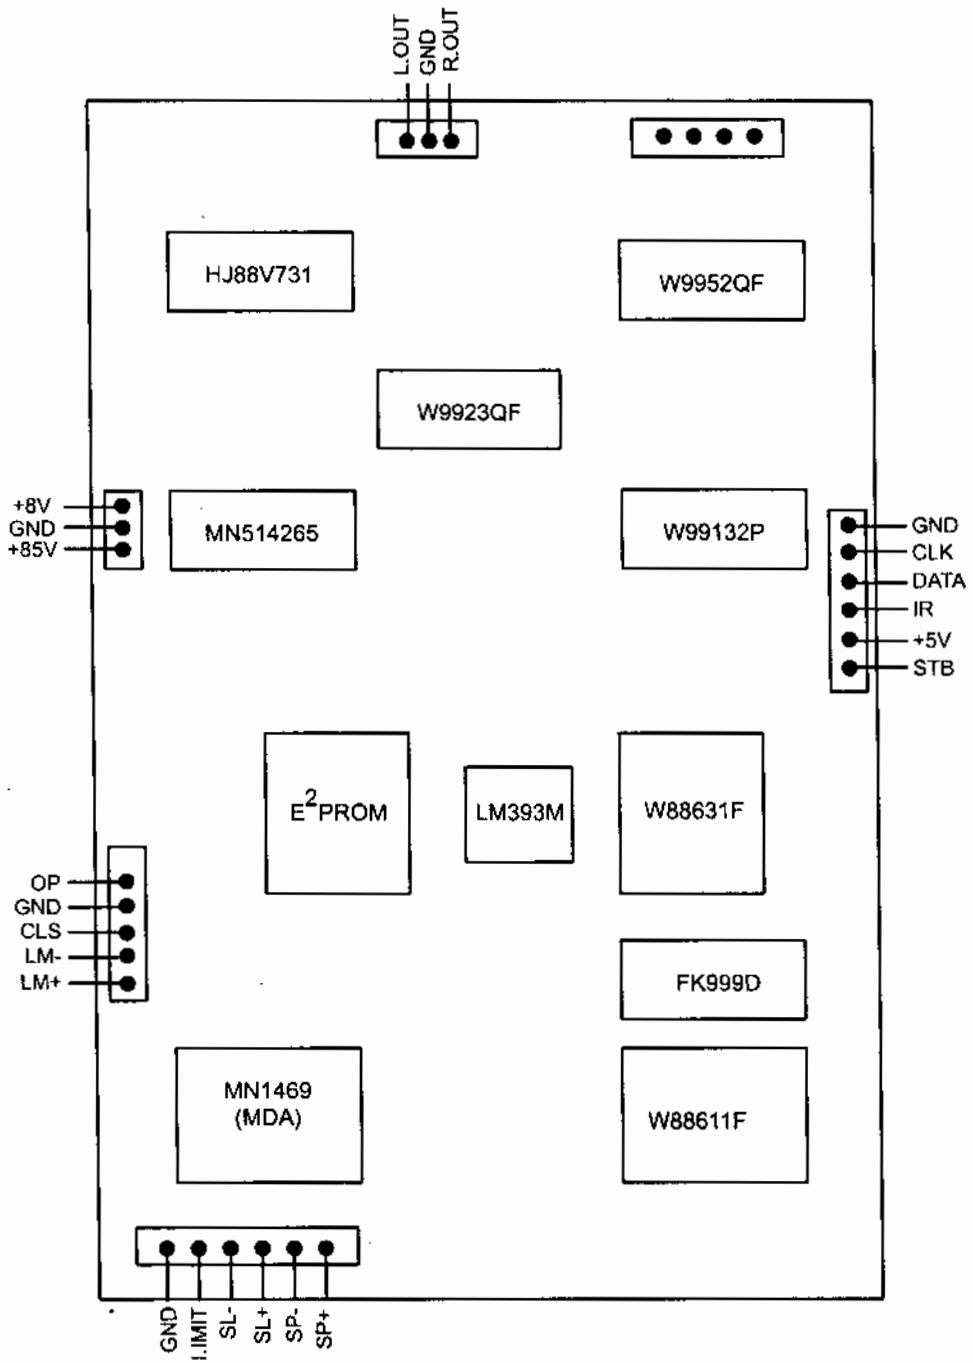 L.OUT
GND
R.OUT
HJ88V731
W9952QF
W9923QF
+8V
GND
+85V
MN514265
W99132P
GND
CLK
DATA
IR
+5V
STB
E2PROM
LM393M
W88631F
OP
GND
CLS
LM-
LM+
FK999D
MN1469
(MDA)
W88611F
GND
LIMIT
SL-
SL+
SP-
SP+